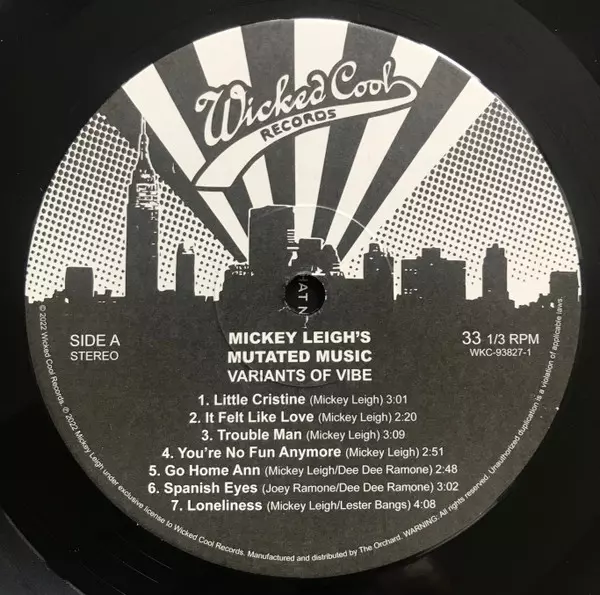 Wicked Cool
RECORDS
AT N
SIDE A
STEREO
MICKEY LEIGH'S
MUTATED MUSIC
VARIANTS OF VIBE
33 1/3 RPM
WKC-93827-1
1. Little Cristine (Mickey Leigh) 3:01
2. It Felt Like Love (Mickey Leigh) 2:20
3. Trouble Man (Mickey Leigh) 3:09
4. You're No Fun Anymore (Mickey Leigh) 2:51
5. Go Home Ann (Mickey Leigh/Dee Dee Ramone) 2:48
6. Spanish Eyes (Joey Ramone/Dee Dee Ramone) 3:02
7. Loneliness (Mickey Leigh/Lester Bangs) 4:08
© 2022 Wicked Cool Records. ℗ 2022 Mickey Leigh under exclusive license to Wicked Cool Records. Manufactured and distributed by The Orchard. WARNING: All rights reserved. Unauthorized duplication is a violation of applicable laws.